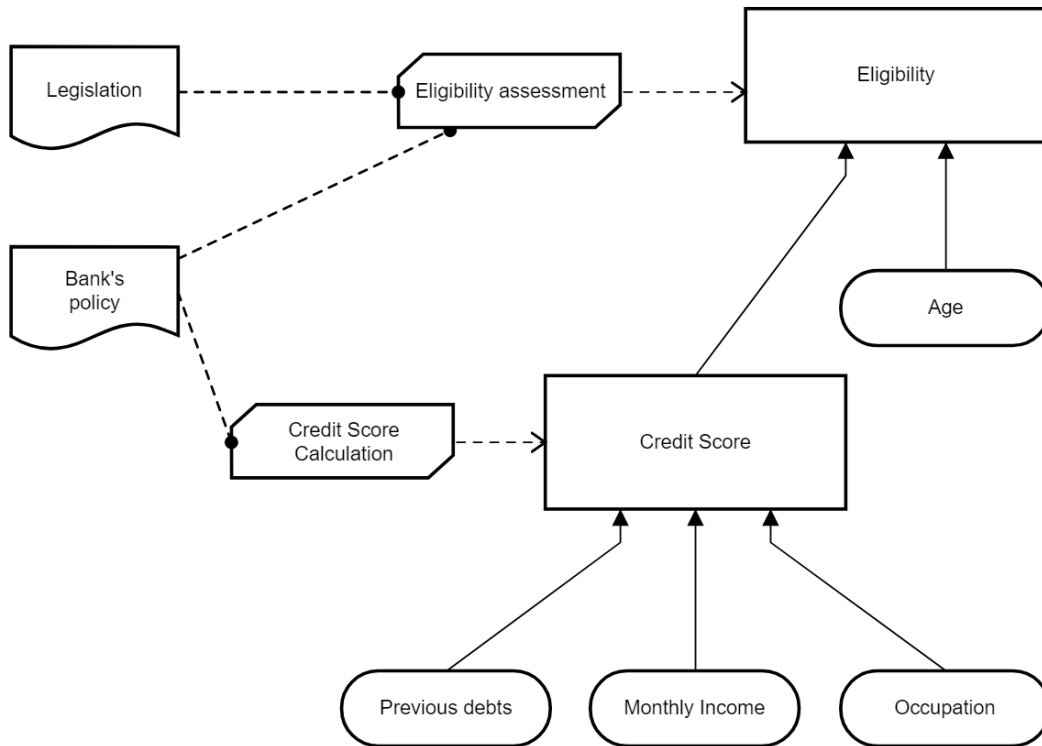 Legislation
Eligibility assessment
Eligibility
Bank's
policy
Age
Credit Score
Calculation
Credit Score
Previous debts
Monthly Income
Occupation